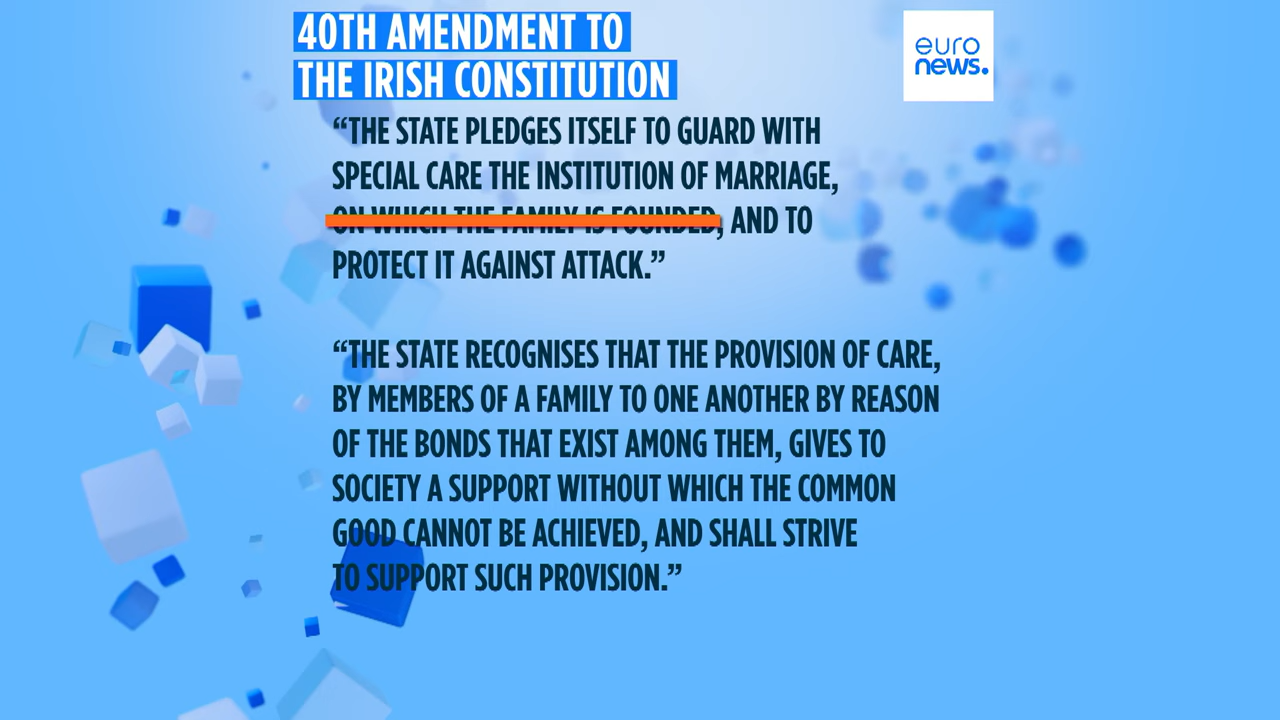 40TH AMENDMENT TO
THE IRISH CONSTITUTION
euro
news.
“THE STATE PLEDGES ITSELF TO GUARD WITH
SPECIAL CARE THE INSTITUTION OF MARRIAGE,
ON WHICH THE FAMILY IS FOUNDED, AND TO
PROTECT IT AGAINST ATTACK.”
“THE STATE RECOGNISES THAT THE PROVISION OF CARE,
BY MEMBERS OF A FAMILY TO ONE ANOTHER BY REASON
OF THE BONDS THAT EXIST AMONG THEM, GIVES TO
SOCIETY A SUPPORT WITHOUT WHICH THE COMMON
GOOD CANNOT BE ACHIEVED, AND SHALL STRIVE
TO SUPPORT SUCH PROVISION.”